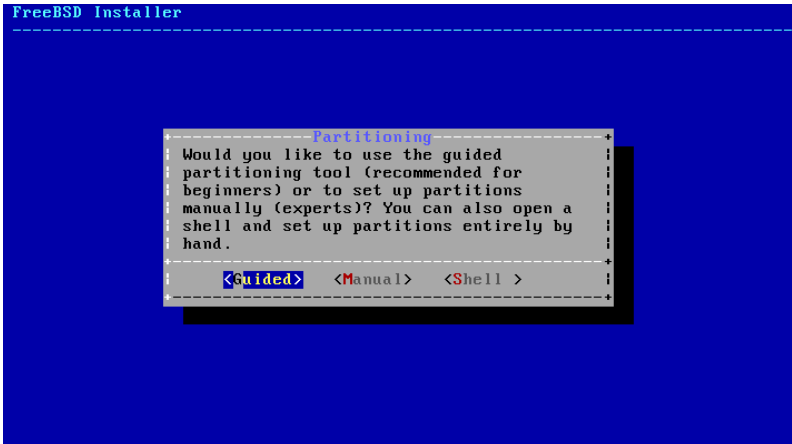 FreeBSD Installer
Partitioning
Would you like to use the guided
partitioning tool (recommended for
beginners) or to set up partitions
manually (experts)? You can also open a
shell and set up partitions entirely by
hand.
<Guided> <Manual> <Shell >